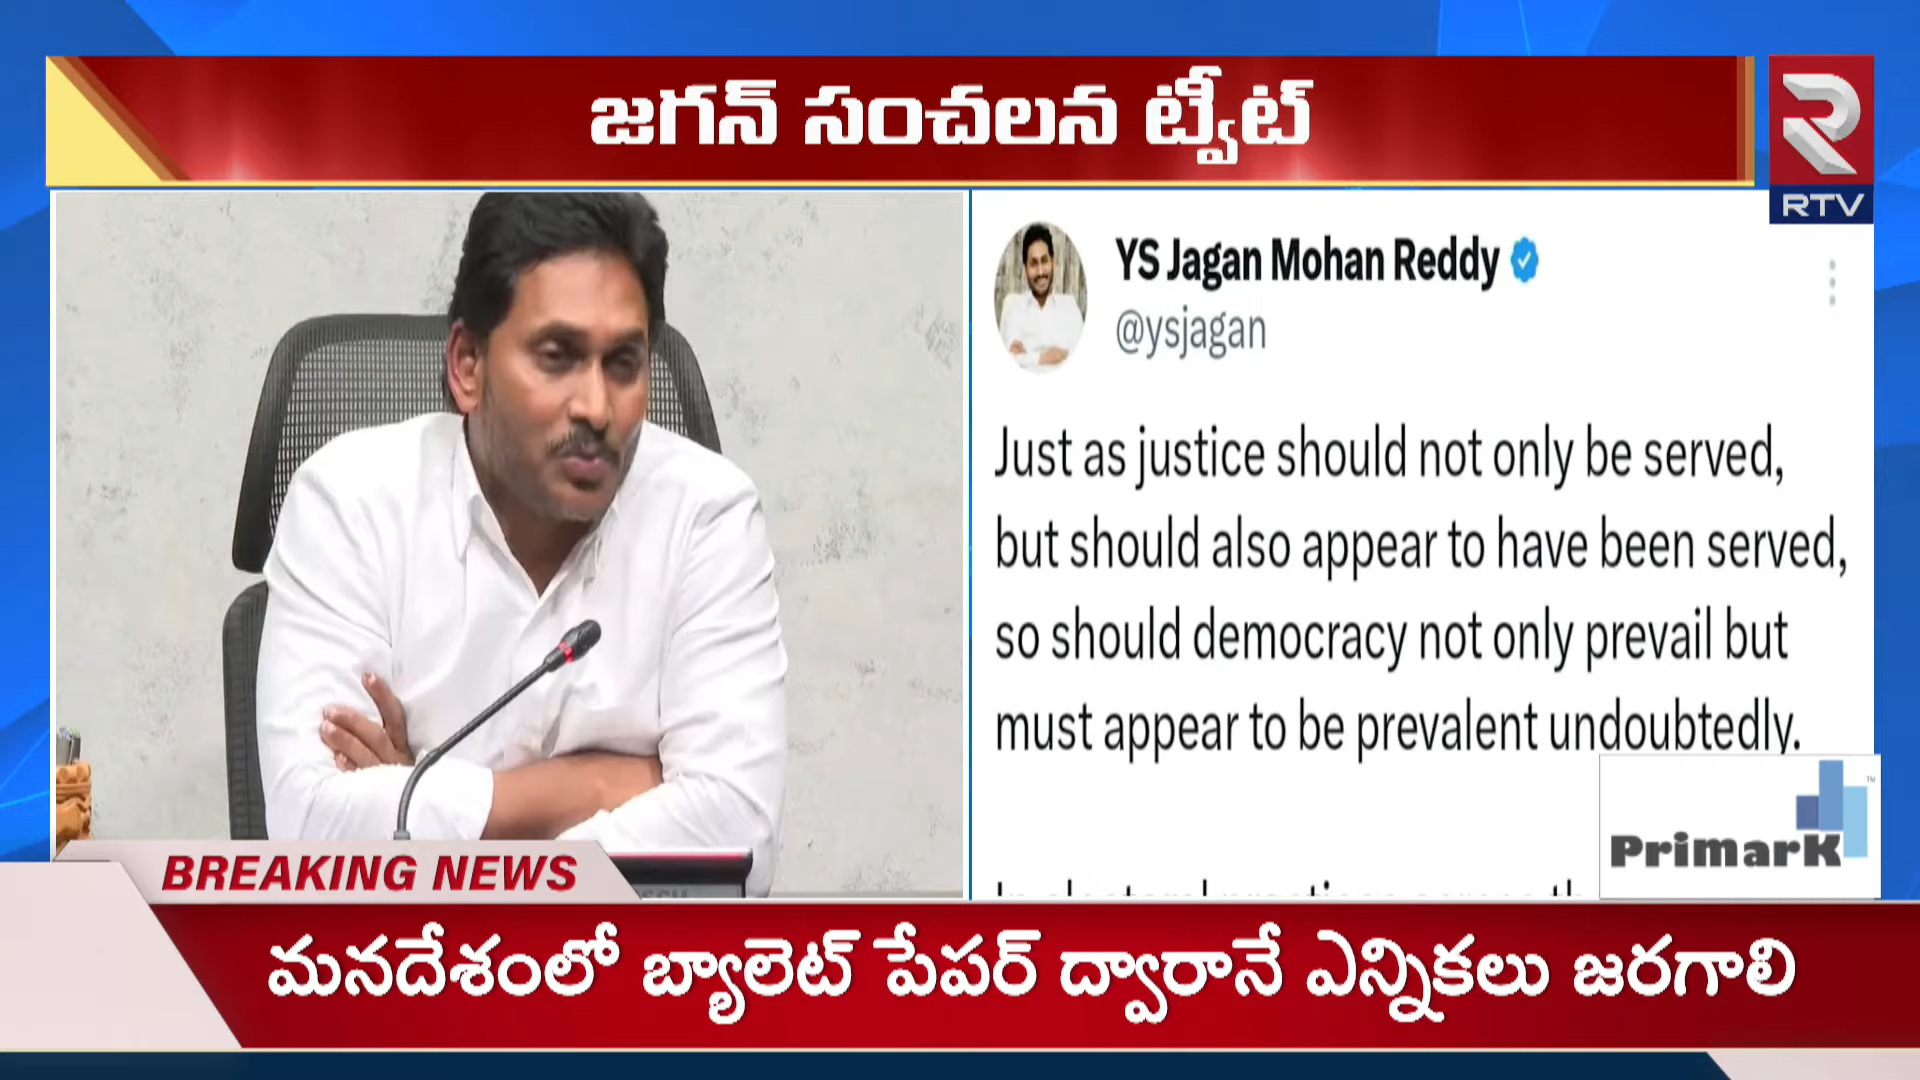 జగన్ సంచలన ట్వీట్
RTV
YS Jagan Mohan Reddy
@ysjagan
Just as justice should not only be served,
but should also appear to have been served,
so should democracy not only prevail but
must appear to be prevalent undoubtedly.
PrimarK
TM
BREAKING NEWS
మనదేశంలో బ్యాలెట్ పేపర్ ద్వారానే ఎన్నికలు జరగాలి